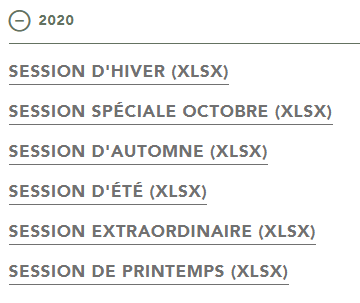 2020
SESSION D'HIVER (XLSX)
SESSION SPÉCIALE OCTOBRE (XLSX)
SESSION D'AUTOMNE (XLSX)
SESSION D'ÉTÉ (XLSX)
SESSION EXTRAORDINAIRE (XLSX)
SESSION DE PRINTEMPS (XLSX)